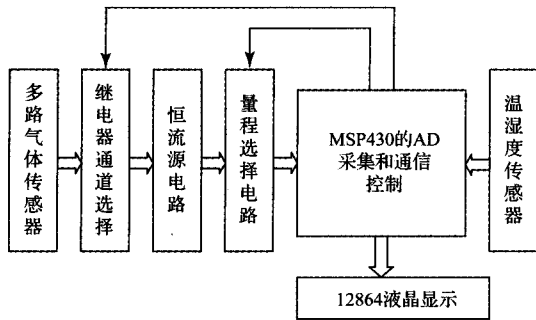 多路气体传感器
继电器通道选择
恒流源电路
量程选择电路
MSP430的AD
采集和通信
控制
温湿度传感器
12864液晶显示